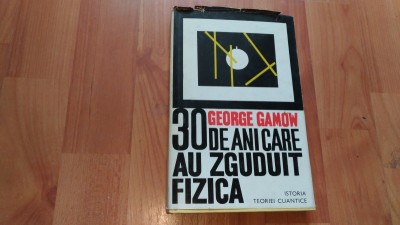 GEORGE GAMOW
30 DE ANI CARE
AU ZGUDUIT
FIZICA
ISTORIA
TEORIEI CUANTICE